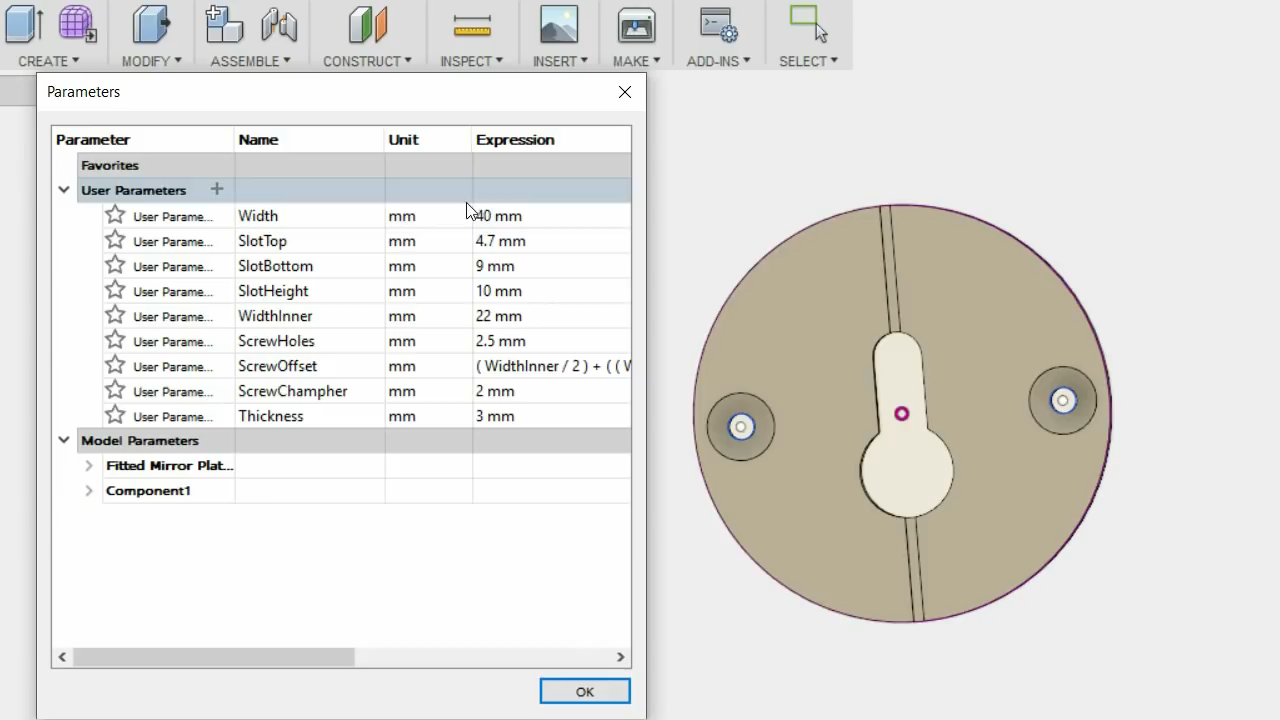 CREATE MODIFY ASSEMBLE CONSTRUCT INSPECT INSERT MAKE ADD-INS SELECT
Parameters
Parameter Name Unit Expression
Favorites
User Parameters +
User Parame... Width mm 40 mm
User Parame... SlotTop mm 4.7 mm
User Parame... SlotBottom mm 9 mm
User Parame... SlotHeight mm 10 mm
User Parame... WidthInner mm 22 mm
User Parame... ScrewHoles mm 2.5 mm
User Parame... ScrewOffset mm ( WidthInner / 2 ) + ( ( W
User Parame... ScrewChampher mm 2 mm
User Parame... Thickness mm 3 mm
Model Parameters
Fitted Mirror Plat...
Component1
OK